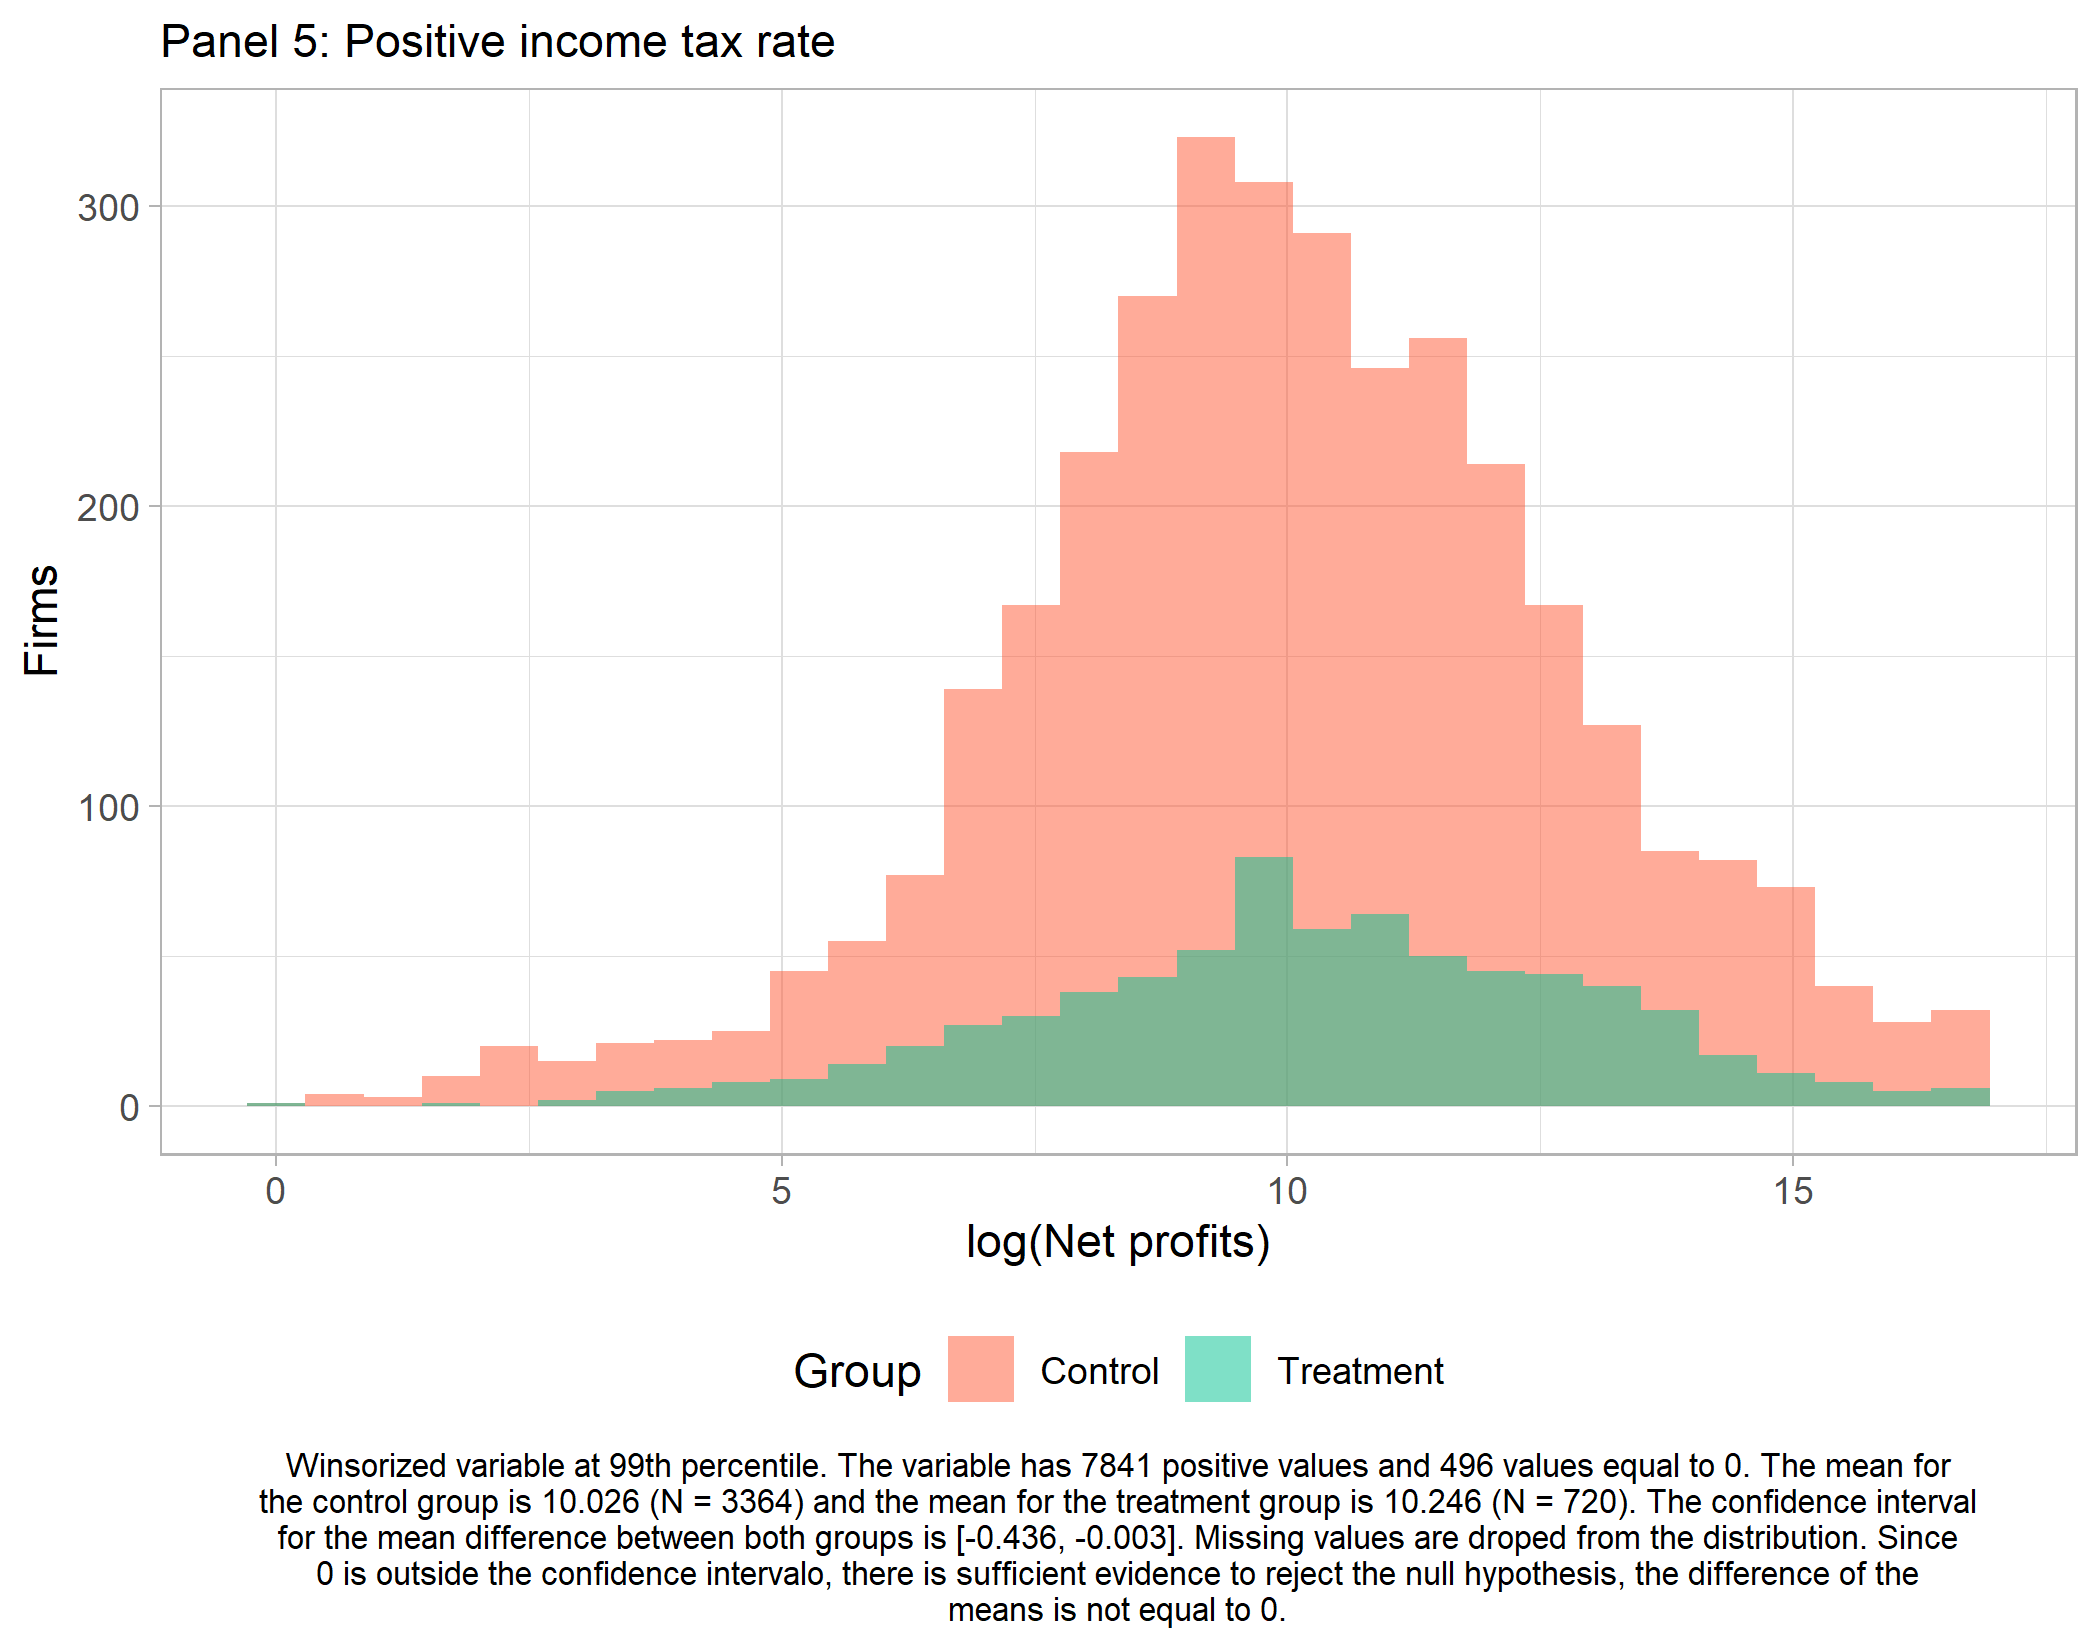 Panel 5: Positive income tax rate
300
200
100
0
Firms
0 5 10 15
log(Net profits)
Group Control Treatment
Winsorized variable at 99th percentile. The variable has 7841 positive values and 496 values equal to 0. The mean for
the control group is 10.026 (N = 3364) and the mean for the treatment group is 10.246 (N = 720). The confidence interval
for the mean difference between both groups is [-0.436, -0.003]. Missing values are droped from the distribution. Since
0 is outside the confidence intervalo, there is sufficient evidence to reject the null hypothesis, the difference of the
means is not equal to 0.